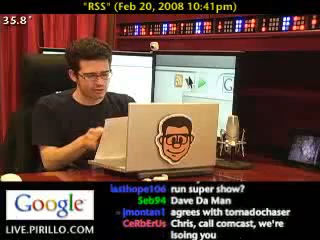 "RSS" (Feb 20, 2008 10:41pm)
35.8°
Google
LIVE.PIRILLO.COM
lasthope106 run super show?
Seb94 Dave Da Man
jmontan1 agrees with tornadochaser
CeRbErUs Chris, call comcast, we're
lsoing you